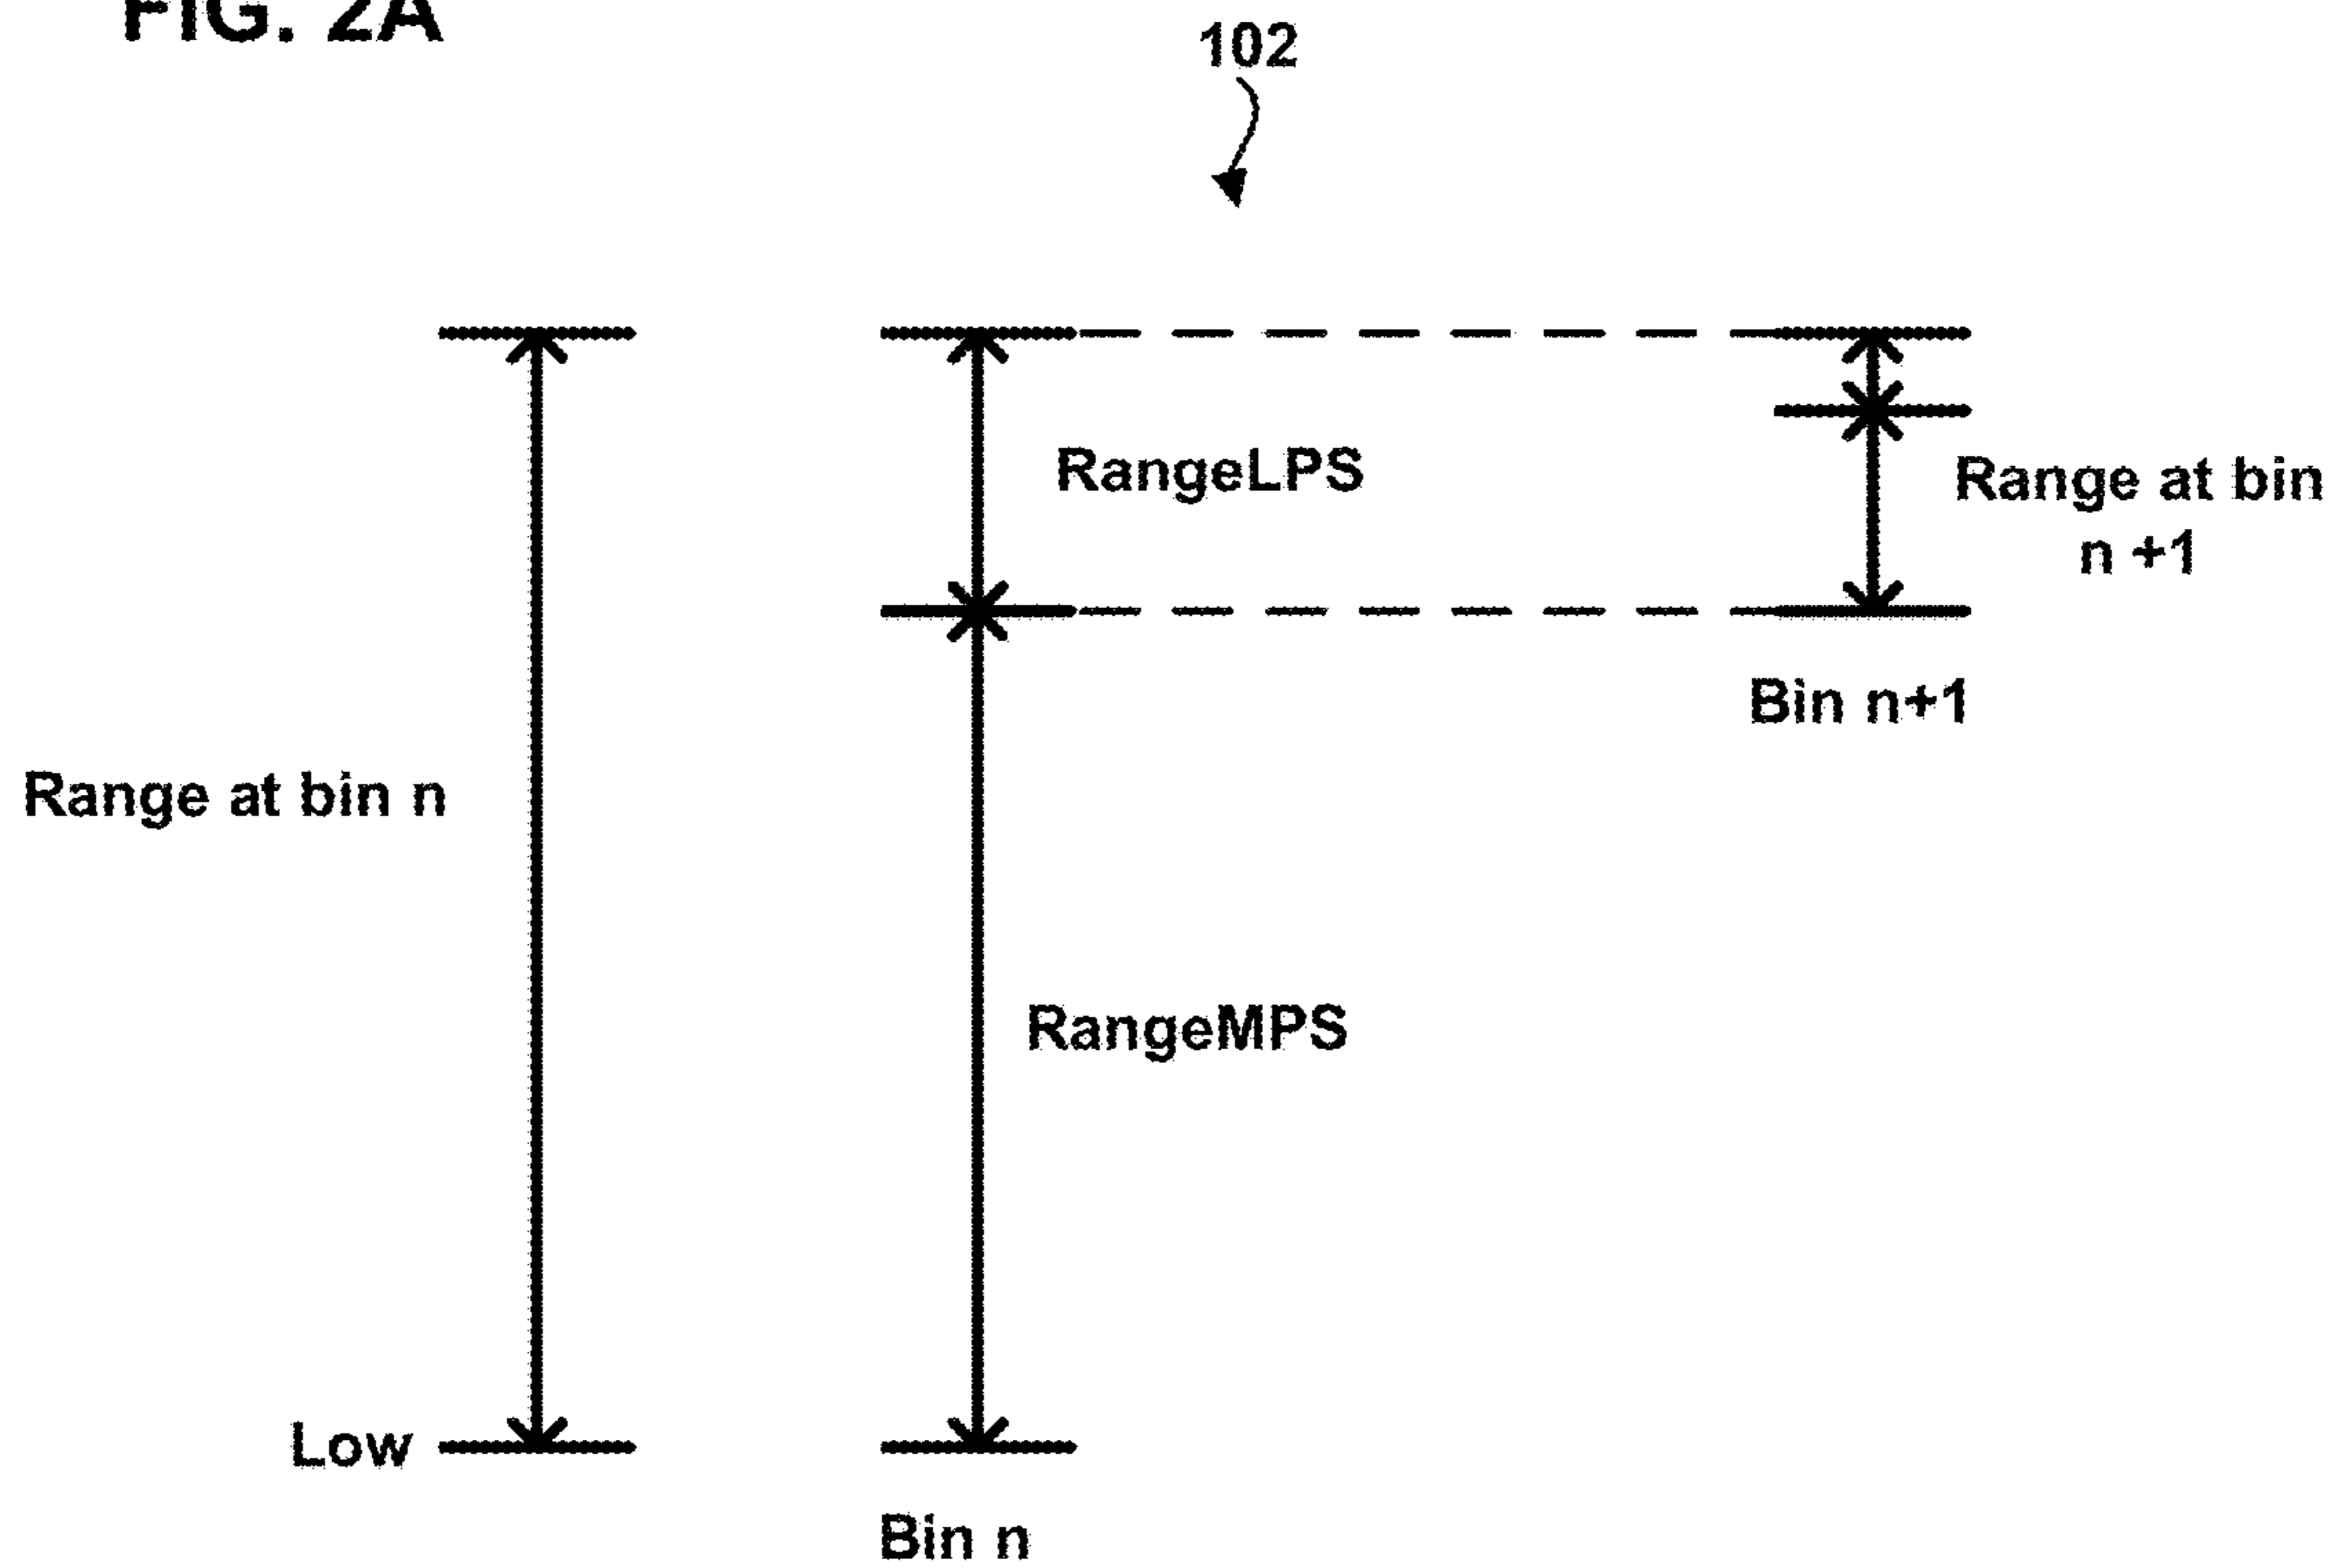 FIG. 2A
102
RangeLPS
Range at bin
n +1
Bin n+1
Range at bin n
RangeMPS
Low
Bin n